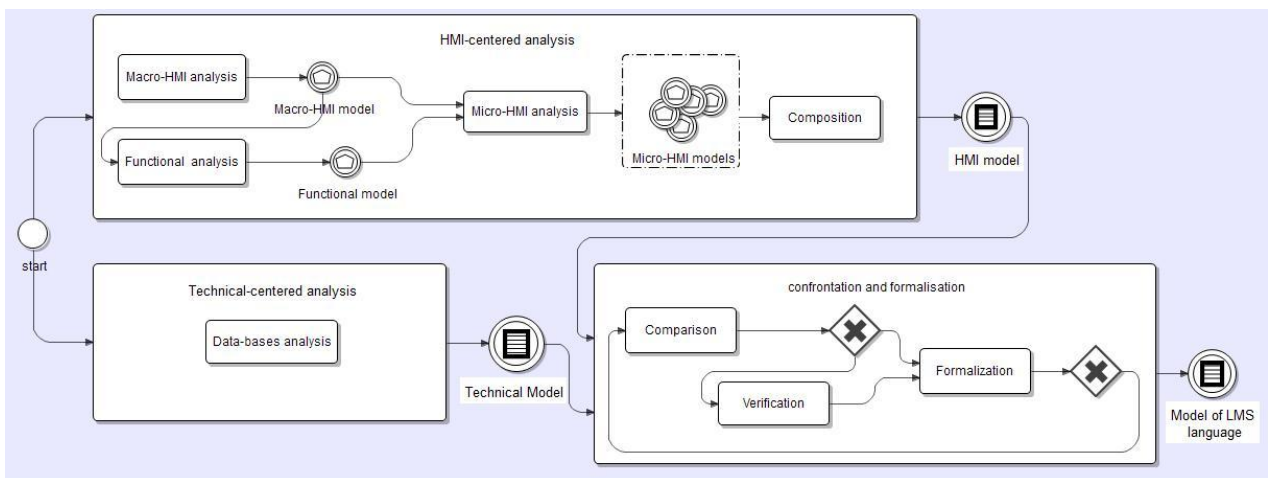 HMI-centered analysis
Macro-HMI analysis
Macro-HMI model
Functional analysis
Functional model
Micro-HMI analysis
Micro-HMI models
Composition
HMI model
start
Technical-centered analysis
Data-bases analysis
Technical Model
confrontation and formalisation
Comparison
Verification
Formalization
Model of LMS
language